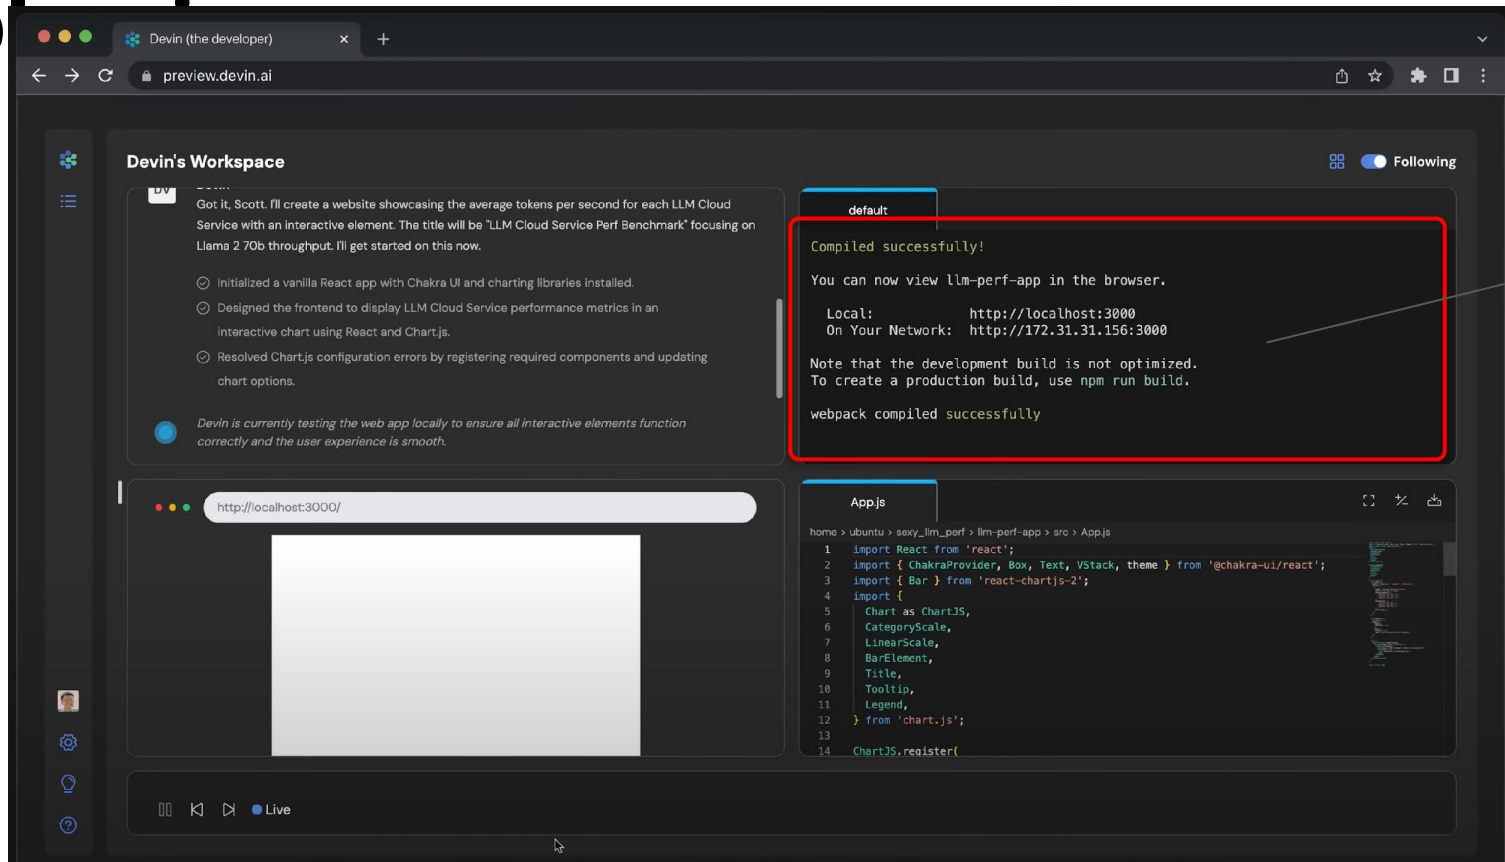 Devin (the developer)
preview.devin.ai
Devin's Workspace
Following
DV
Got it, Scott. I'll create a website showcasing the average tokens per second for each LLM Cloud
Service with an interactive element. The title will be "LLM Cloud Service Perf Benchmark" focusing on
Llama 2 70b throughput. I'll get started on this now.
Initialized a vanilla React app with Chakra UI and charting libraries installed.
Designed the frontend to display LLM Cloud Service performance metrics in an
interactive chart using React and Chart.js.
Resolved Chart.js configuration errors by registering required components and updating
chart options.
Devin is currently testing the web app locally to ensure all interactive elements function
correctly and the user experience is smooth.
default
Compiled successfully!
You can now view llm-perf-app in the browser.
Local: http://localhost:3000
On Your Network: http://172.31.31.156:3000
Note that the development build is not optimized.
To create a production build, use npm run build.
webpack compiled successfully
http://localhost:3000/
App.js
home > ubuntu > sexy_llm_perf > llm-perf-app > src > App.js
1 import React from 'react';
2 import { ChakraProvider, Box, Text, VStack, theme } from '@chakra-ui/react';
3 import { Bar } from 'react-chartjs-2';
4 import {
5 Chart as ChartJS,
6 CategoryScale,
7 LinearScale,
8 BarElement,
9 Title,
10 Tooltip,
11 Legend,
12 } from 'chart.js';
13
14 ChartJS.register(
Live